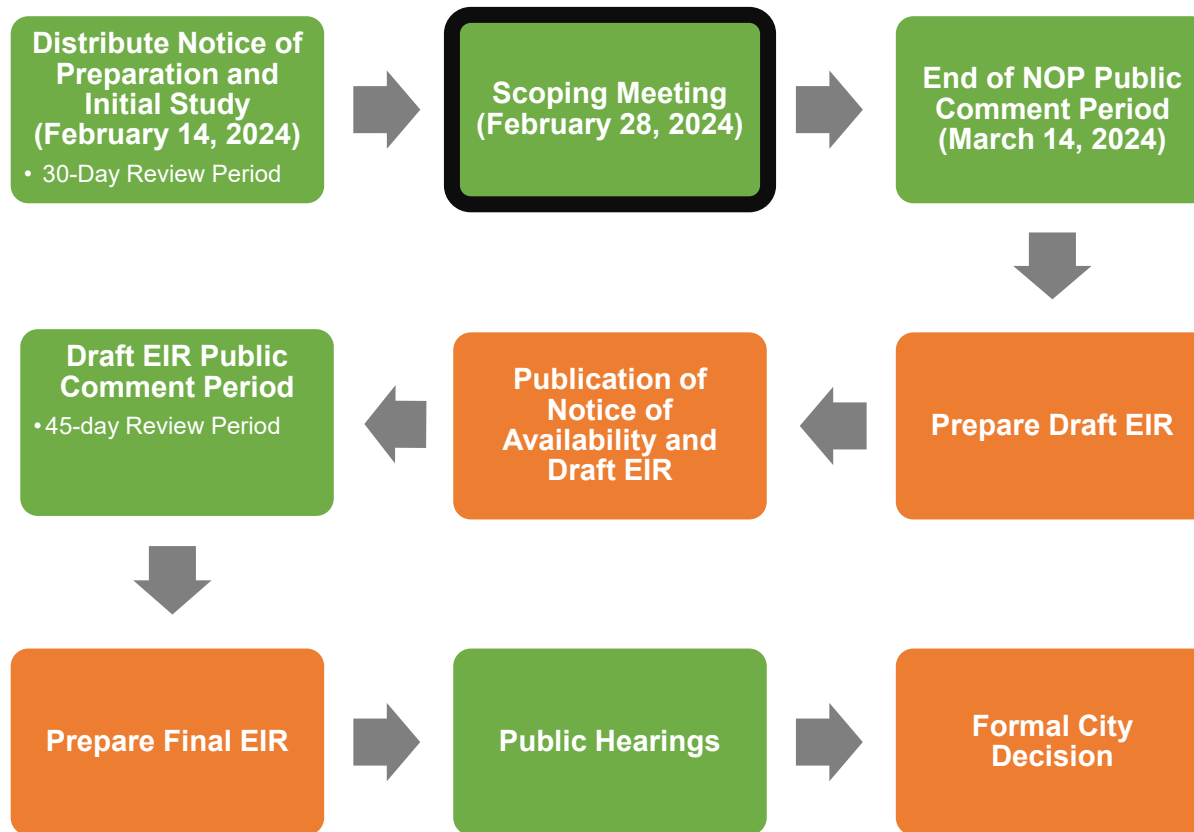 Distribute Notice of
Preparation and
Initial Study
(February 14, 2024)
• 30-Day Review Period
Scoping Meeting
(February 28, 2024)
End of NOP Public
Comment Period
(March 14, 2024)
Prepare Draft EIR
Publication of
Notice of
Availability and
Draft EIR
Draft EIR Public
Comment Period
• 45-day Review Period
Prepare Final EIR
Public Hearings
Formal City
Decision